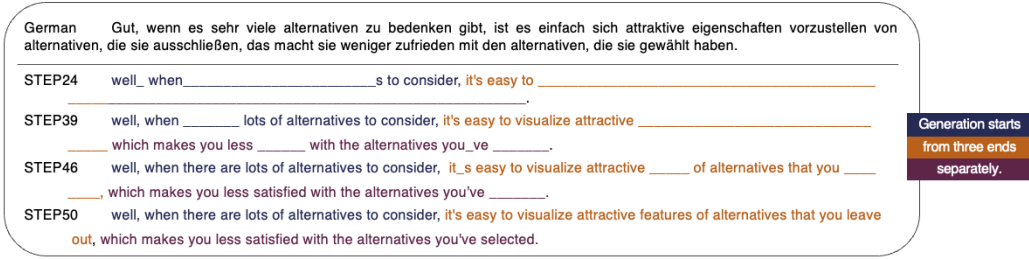 German Gut, wenn es sehr viele alternativen zu bedenken gibt, ist es einfach sich attraktive eigenschaften vorzustellen von
alternativen, die sie ausschließen, das macht sie weniger zufrieden mit den alternativen, die sie gewählt haben.
STEP24 well_ when________________________s to consider, it's easy to __________________________________________
_________________________________________________________.
STEP39 well, when _______ lots of alternatives to consider, it's easy to visualize attractive _____________________________
_____ which makes you less ______ with the alternatives you_ve _______.
STEP46 well, when there are lots of alternatives to consider, it_s easy to visualize attractive _____ of alternatives that you ____
____, which makes you less satisfied with the alternatives you've _______.
STEP50 well, when there are lots of alternatives to consider, it's easy to visualize attractive features of alternatives that you leave
out, which makes you less satisfied with the alternatives you've selected.
Generation starts
from three ends
separately.